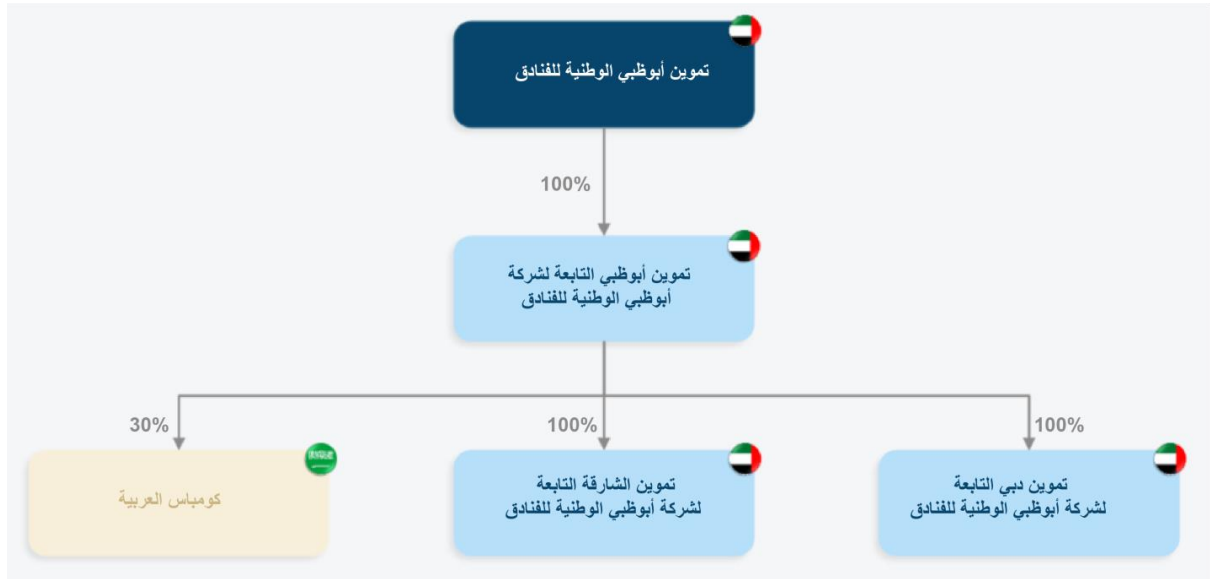 تموين أبوظبي الوطنية للفنادق
100%
تموين أبوظبي التابعة لشركة
أبوظبي الوطنية للفنادق
100%
تموين دبي التابعة
لشركة أبوظبي الوطنية للفنادق
100%
تموين الشارقة التابعة
لشركة أبوظبي الوطنية للفنادق
30%
كومباس العربية